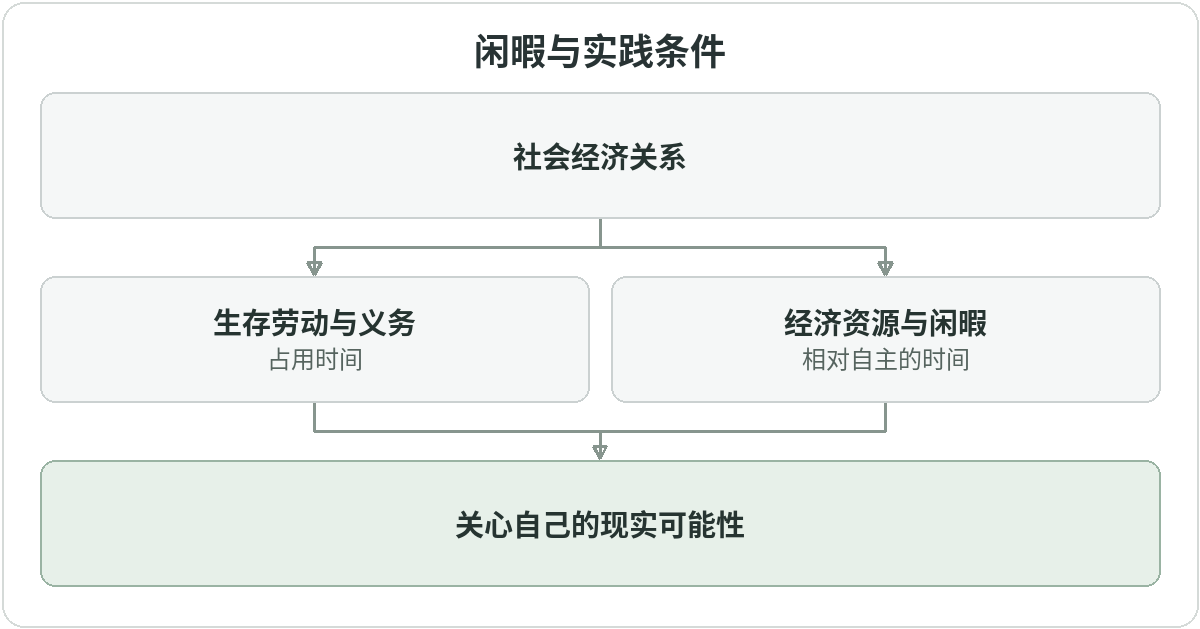 闲暇与实践条件
社会经济关系
生存劳动与义务
占用时间
经济资源与闲暇
相对自主的时间
关心自己的现实可能性